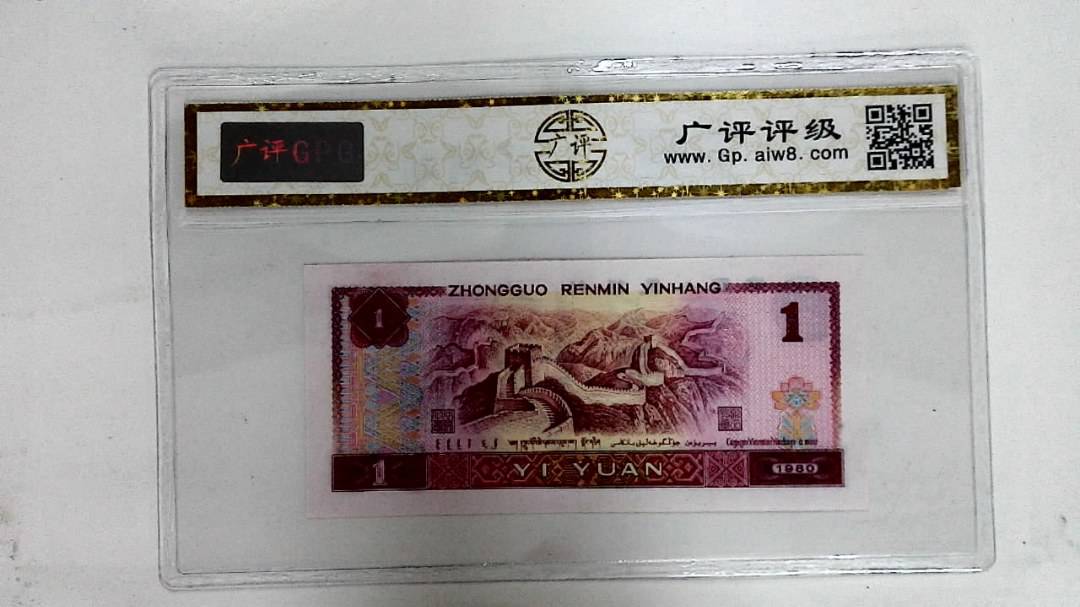 广评GPG
广评
广评评级
www. Gp. aiw8. com
ZHONGGUO RENMIN YINHANG
1
1
1
YI YUAN
1980